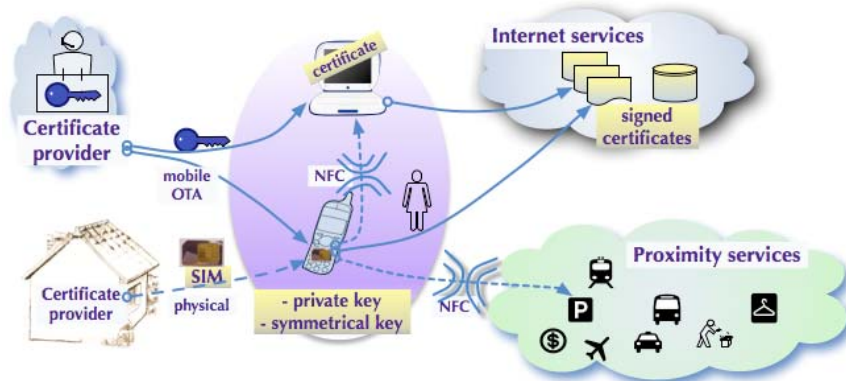 certificate
Internet services
signed
certificates
Certificate
provider
mobile
OTA
NFC
SIM
physical
Certificate
provider
- private key
- symmetrical key
NFC
Proximity services
P
$